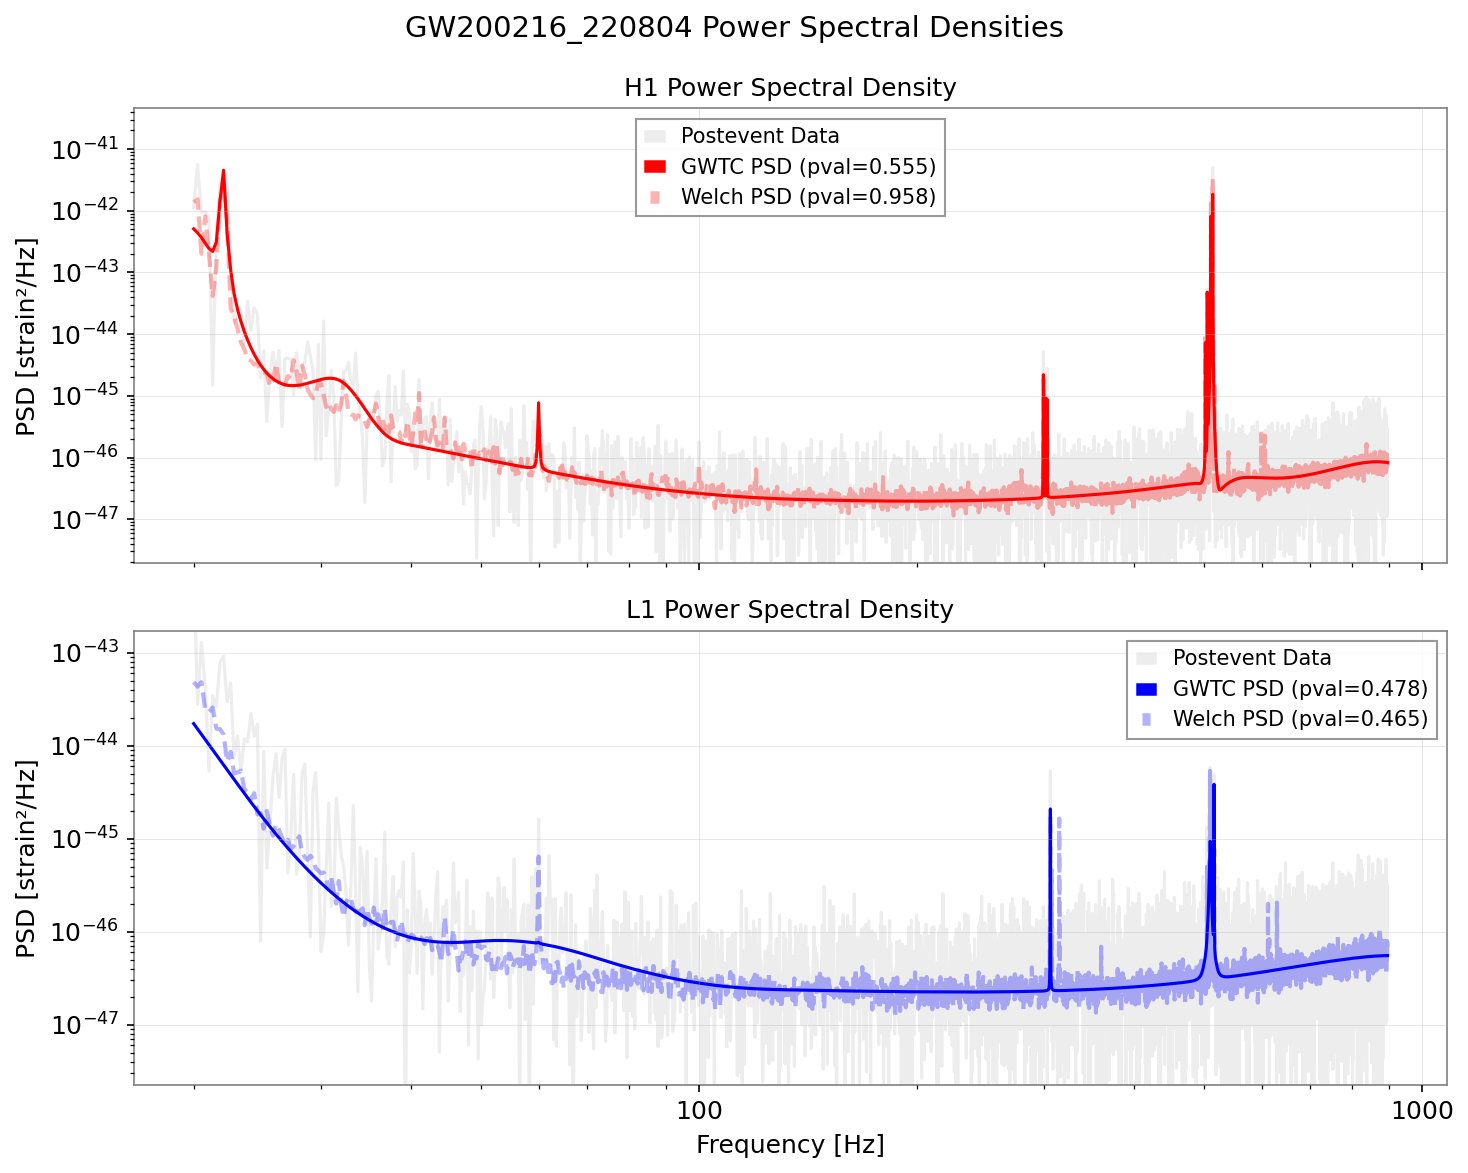 GW200216_220804 Power Spectral Densities
H1 Power Spectral Density
Postevent Data
GWTC PSD (pval=0.555)
Welch PSD (pval=0.958)
PSD [strain²/Hz]
10⁻⁴¹
10⁻⁴²
10⁻⁴³
10⁻⁴⁴
10⁻⁴⁵
10⁻⁴⁶
10⁻⁴⁷
L1 Power Spectral Density
Postevent Data
GWTC PSD (pval=0.478)
Welch PSD (pval=0.465)
PSD [strain²/Hz]
10⁻⁴³
10⁻⁴⁴
10⁻⁴⁵
10⁻⁴⁶
10⁻⁴⁷
100 1000
Frequency [Hz]